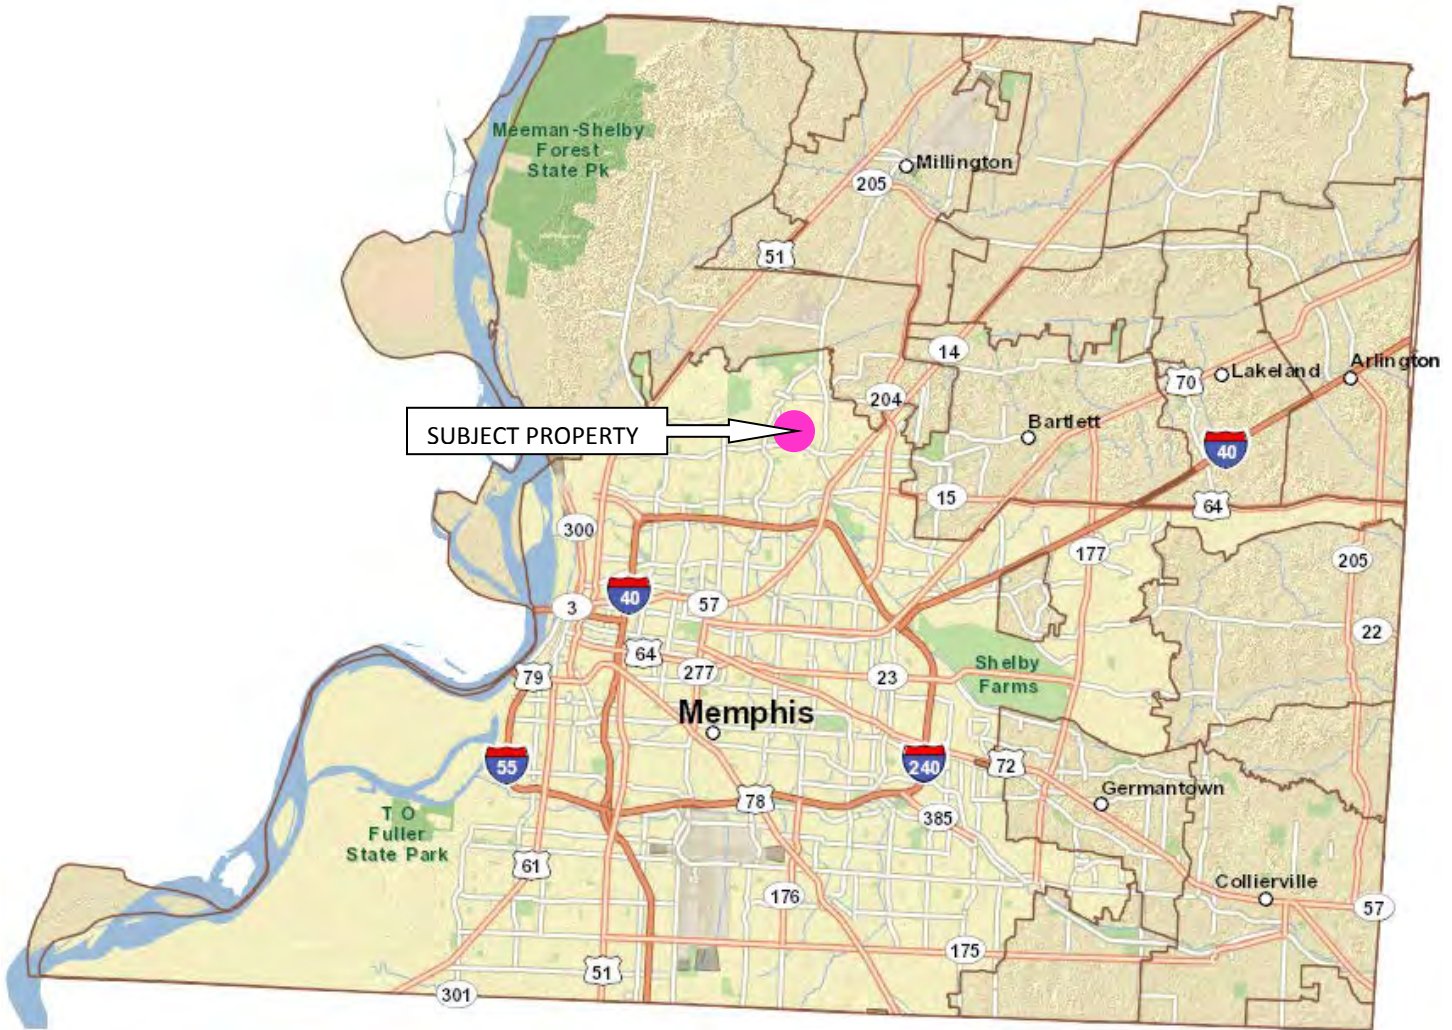 Meeman-Shelby
Forest
State Pk
Millington
205
51
14
Lakeland
Arlington
70
204
SUBJECT PROPERTY
Bartlett
40
15
64
300
177
205
40
3
57
22
64
Shelby
Farms
79
277
23
Memphis
55
240
72
78
Germantown
T O
Fuller
State Park
385
61
Collierville
176
57
175
51
301